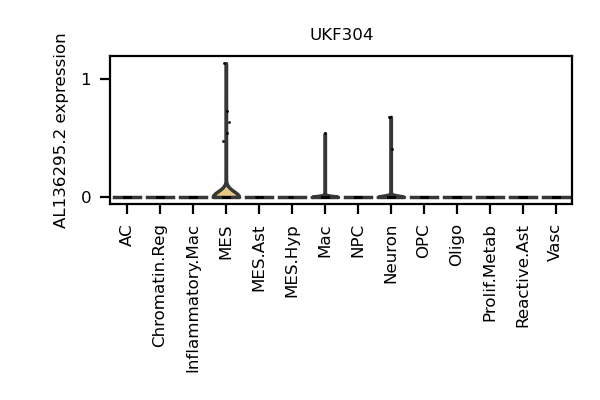 UKF304
AL136295.2 expression
1
0
AC
Chromatin.Reg
Inflammatory.Mac
MES
MES.Ast
MES.Hyp
Mac
NPC
Neuron
OPC
Oligo
Prolif.Metab
Reactive.Ast
Vasc